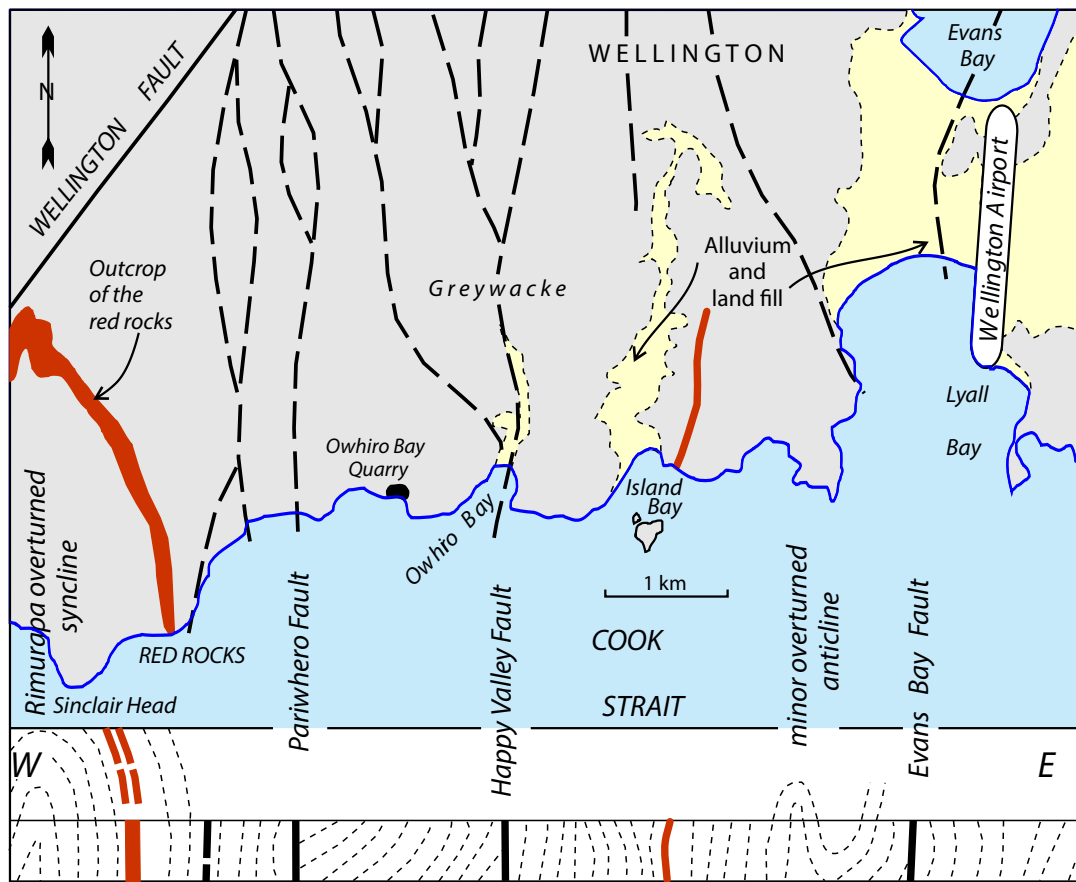 WELLINGTON
Evans
Bay
N
WELLINGTON FAULT
Wellington Airport
Alluvium
and
land fill
Outcrop
of the
red rocks
Greywacke
Lyall
Bay
Owhiro Bay
Quarry
Island
Bay
Owhiro Bay
1 km
Rimurapa overturned
syncline
RED ROCKS
Sinclair Head
Pariwhero Fault
Happy Valley Fault
COOK
STRAIT
minor overturned
anticline
Evans Bay Fault
W
E